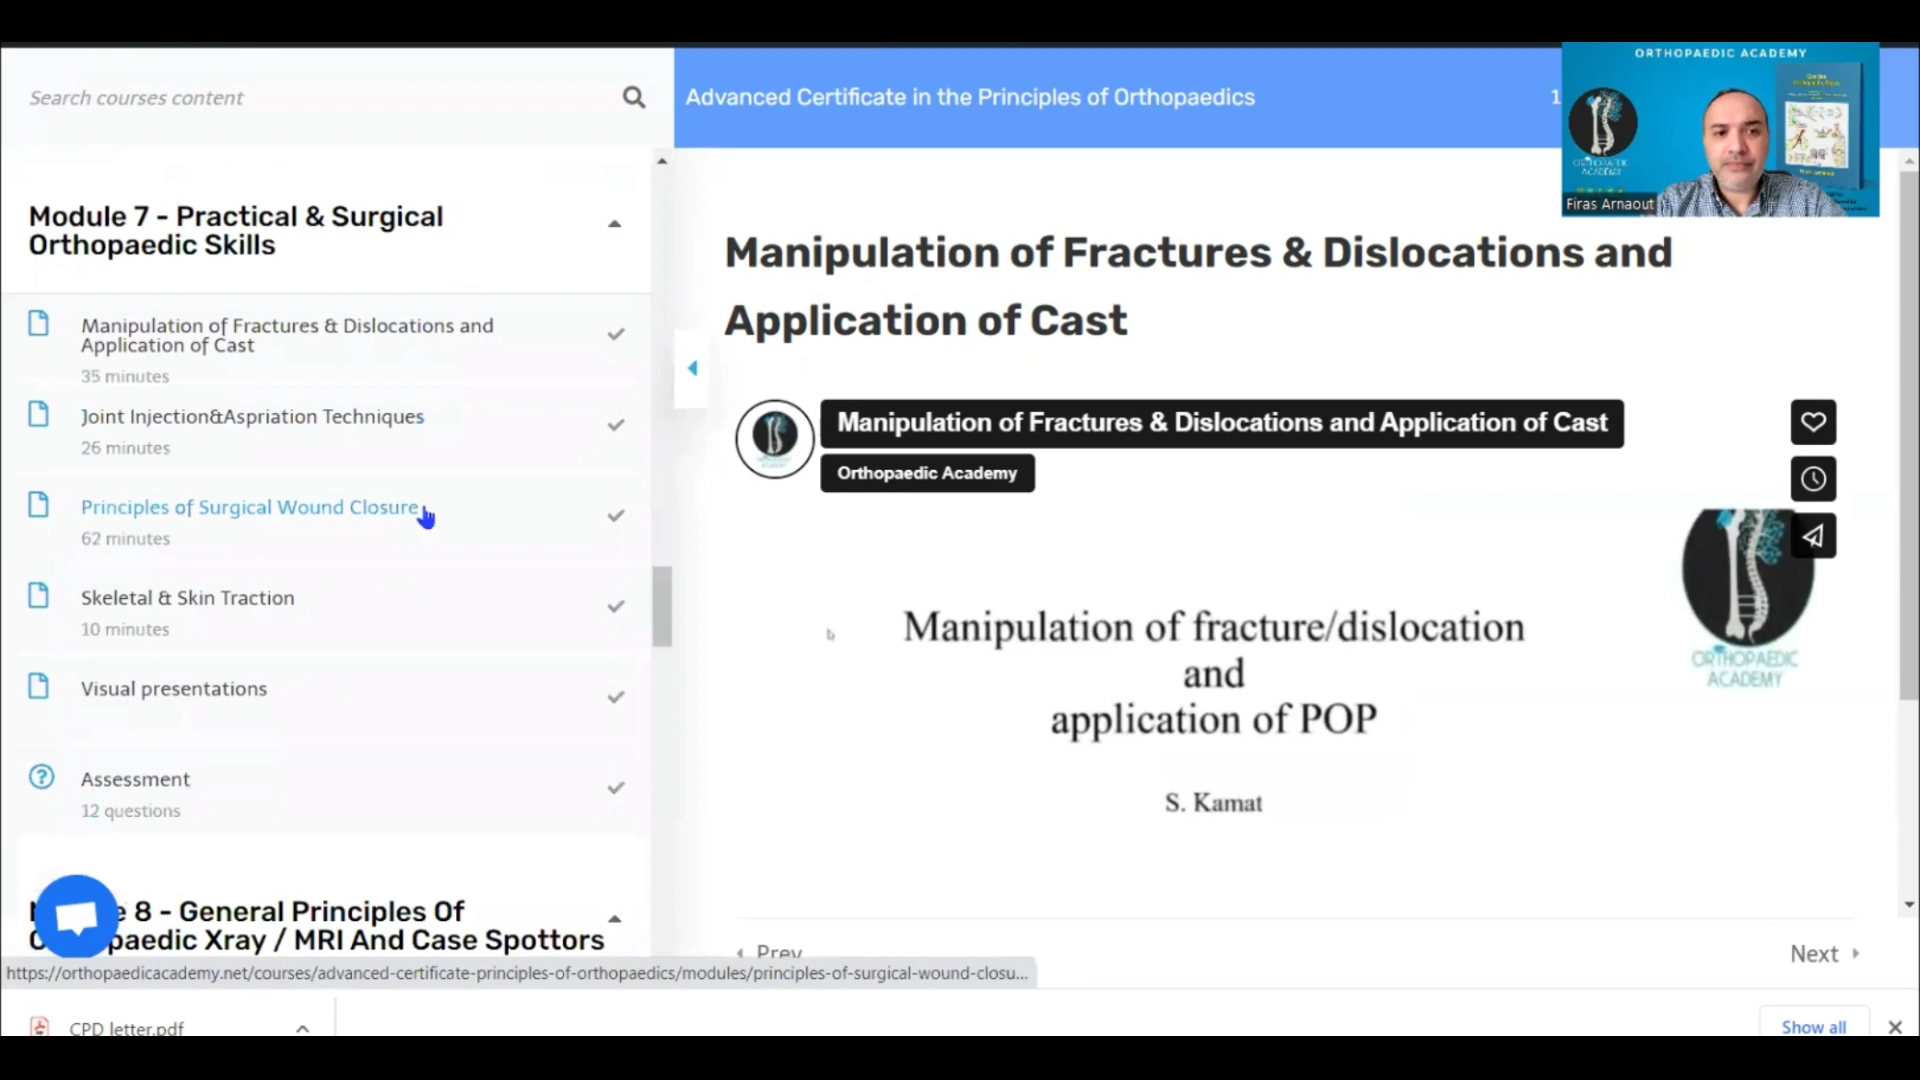 Search courses content
Advanced Certificate in the Principles of Orthopaedics
1
ORTHOPAEDIC ACADEMY
ORTHOPAEDIC
ACADEMY
Firas Arnaout
Module 7 - Practical & Surgical
Orthopaedic Skills
Manipulation of Fractures & Dislocations and
Application of Cast
35 minutes
Joint Injection&Aspriation Techniques
26 minutes
Principles of Surgical Wound Closure
62 minutes
Skeletal & Skin Traction
10 minutes
Visual presentations
Assessment
12 questions
8 - General Principles Of
Xray / MRI And Case Spottors
Manipulation of Fractures & Dislocations and
Application of Cast
Manipulation of Fractures & Dislocations and Application of Cast
Orthopaedic Academy
Manipulation of fracture/dislocation
and
application of POP
S. Kamat
ORTHOPAEDIC
ACADEMY
Prev
Next
https://orthopaedicacademy.net/courses/advanced-certificate-principles-of-orthopaedics/modules/principles-of-surgical-wound-closu...
CPD letter.pdf
Show all